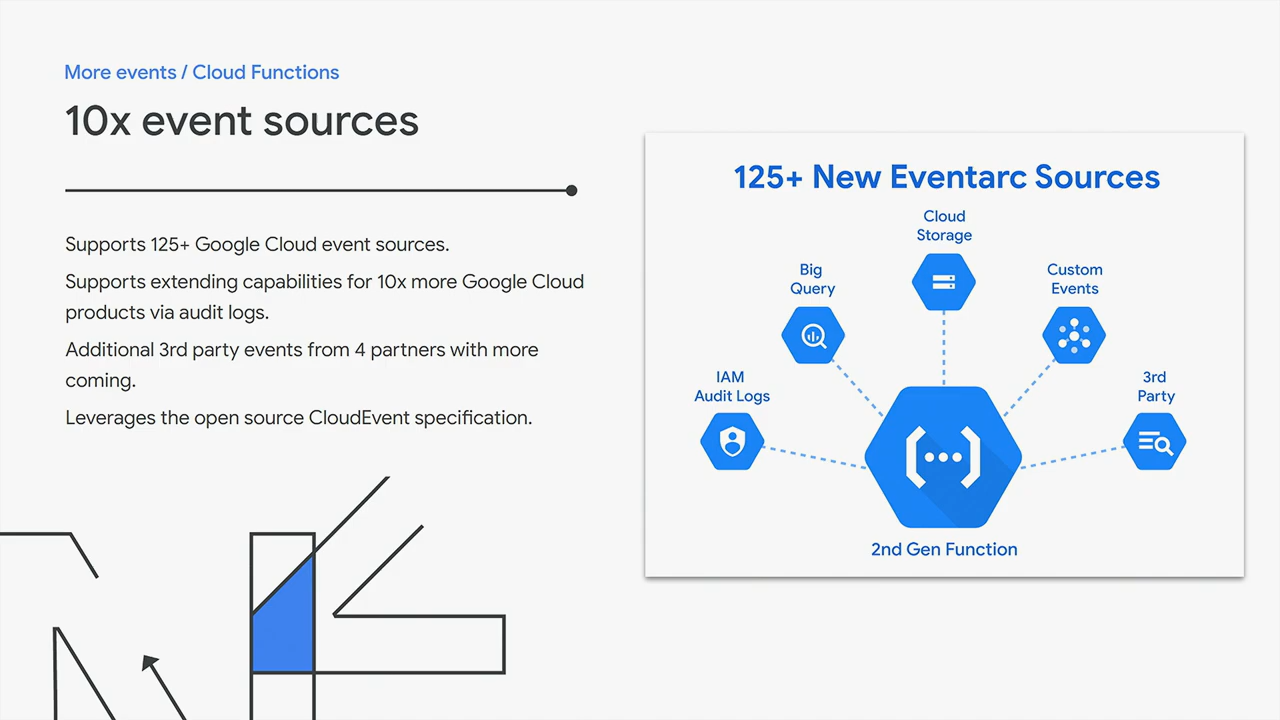 More events / Cloud Functions
10x event sources
Supports 125+ Google Cloud event sources.
Supports extending capabilities for 10x more Google Cloud
products via audit logs.
Additional 3rd party events from 4 partners with more
coming.
Leverages the open source CloudEvent specification.
125+ New Eventarc Sources
Cloud
Storage
Big
Query
Custom
Events
IAM
Audit Logs
3rd
Party
2nd Gen Function